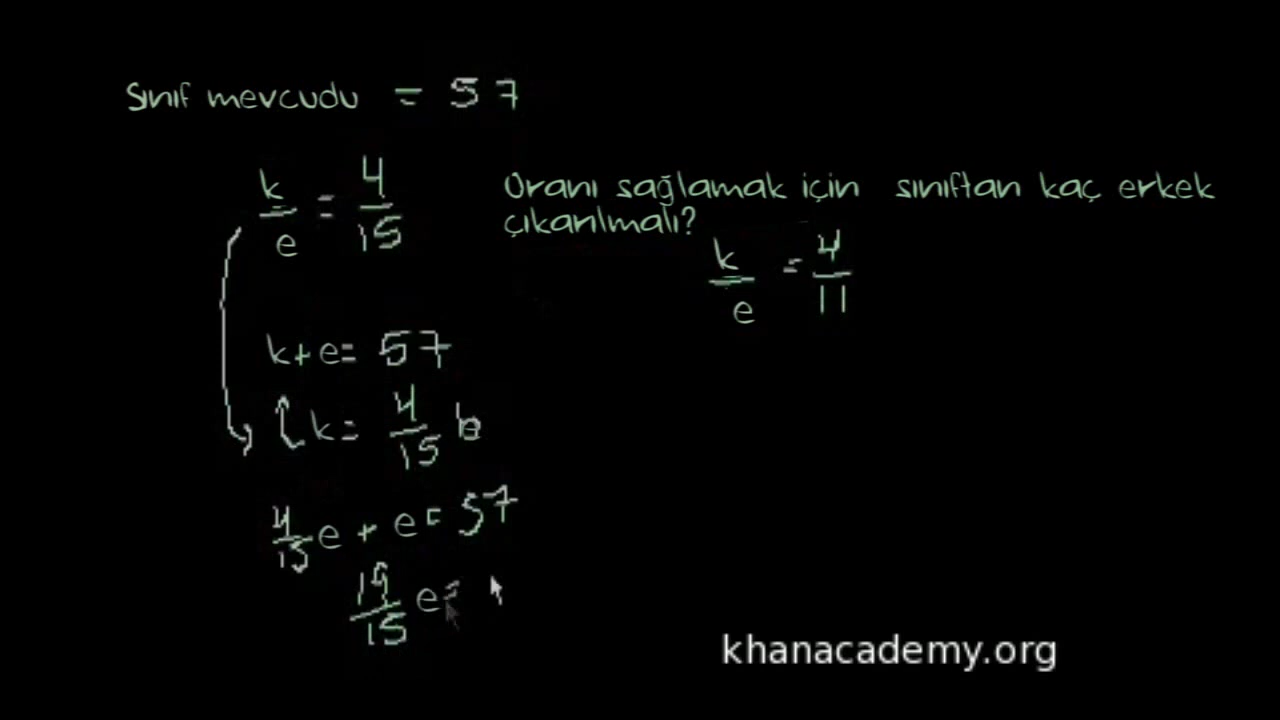 Sınıf mevcudu = 57
k/e = 4/15
Oranı sağlamak için sınıftan kaç erkek
çıkarılmalı?
k/e = 4/11
k+e= 57
k= 4/15 e
4/15 e + e = 57
19/15 e=
khanacademy.org